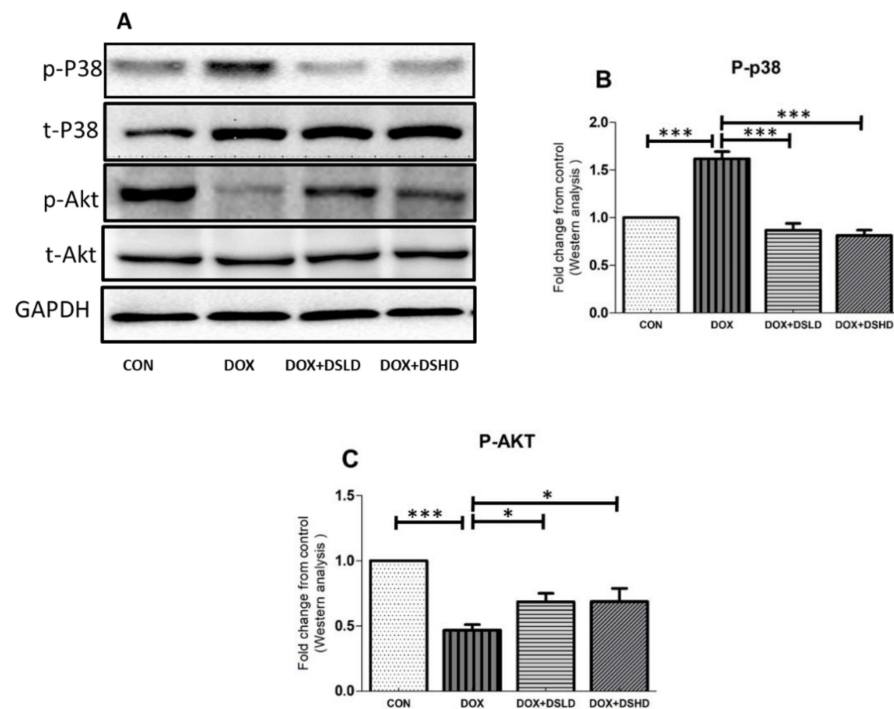 A
p-P38
t-P38
p-Akt
t-Akt
GAPDH
CON DOX DOX+DSLD DOX+DSHD
B
P-p38
Fold change from control
(Western analysis )
2.0
1.5
1.0
0.5
0.0
***
***
***
CON DOX DOX+DSLD DOX+DSHD
C
P-AKT
Fold change from control
(Western analysis )
1.5
1.0
0.5
0.0
*
***
*
CON DOX DOX+DSLD DOX+DSHD